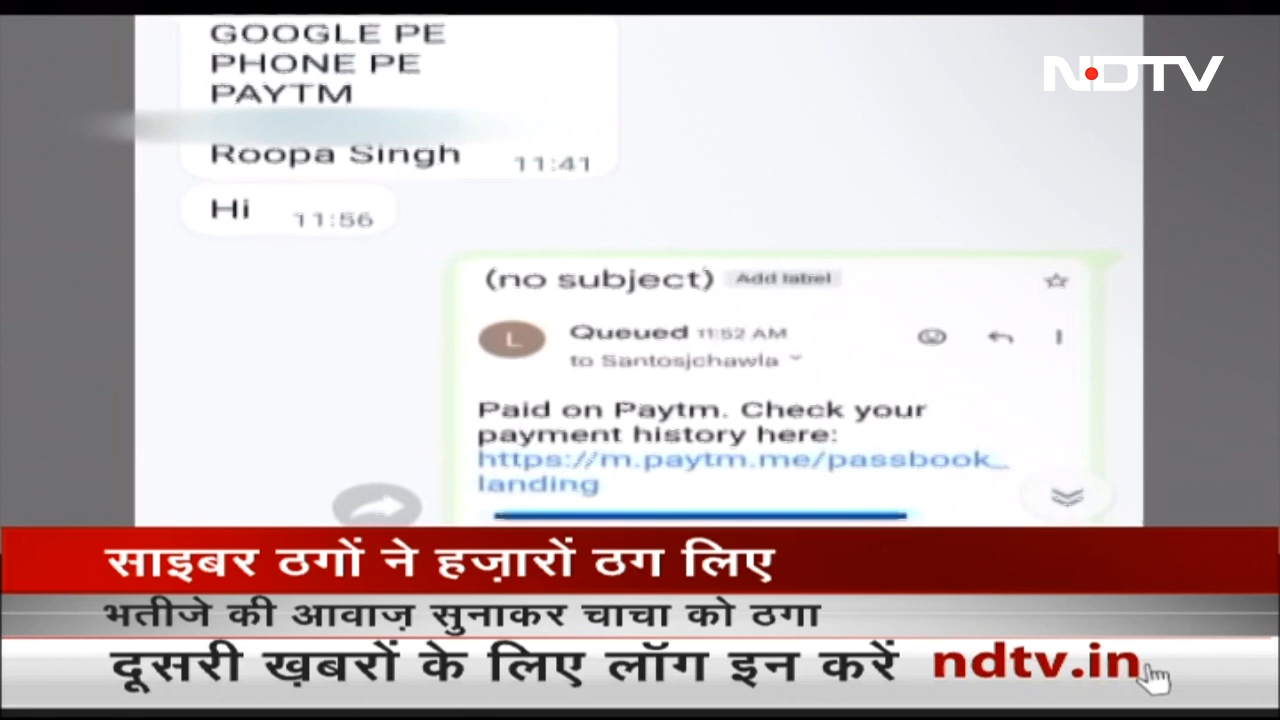 GOOGLE PE
NDTV
PHONE PE
PAYTM
Roopa Singh 11:41
Hi 11:56
(no subject) Add label
L Queued 11:52 AM
to Santosjchawla
Paid on Paytm. Check your
payment history here:
https://m.paytm.me/passbook_
landing
साइबर ठगों ने हज़ारों ठग लिए
भतीजे की आवाज़ सुनाकर चाचा को ठगा
दूसरी ख़बरों के लिए लॉग इन करें ndtv.in